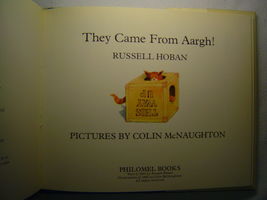 They Came From Aargh!
RUSSELL HOBAN
PICTURES BY COLIN McNAUGHTON
PHILOMEL BOOKS